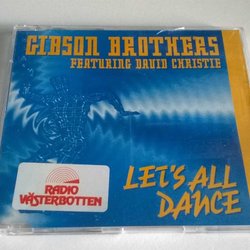 GIBSON BROTHERS
FEATURING DAVID CHRISTIE
RADIO
VÄSTERBOTTEN
LET'S ALL
DANCE